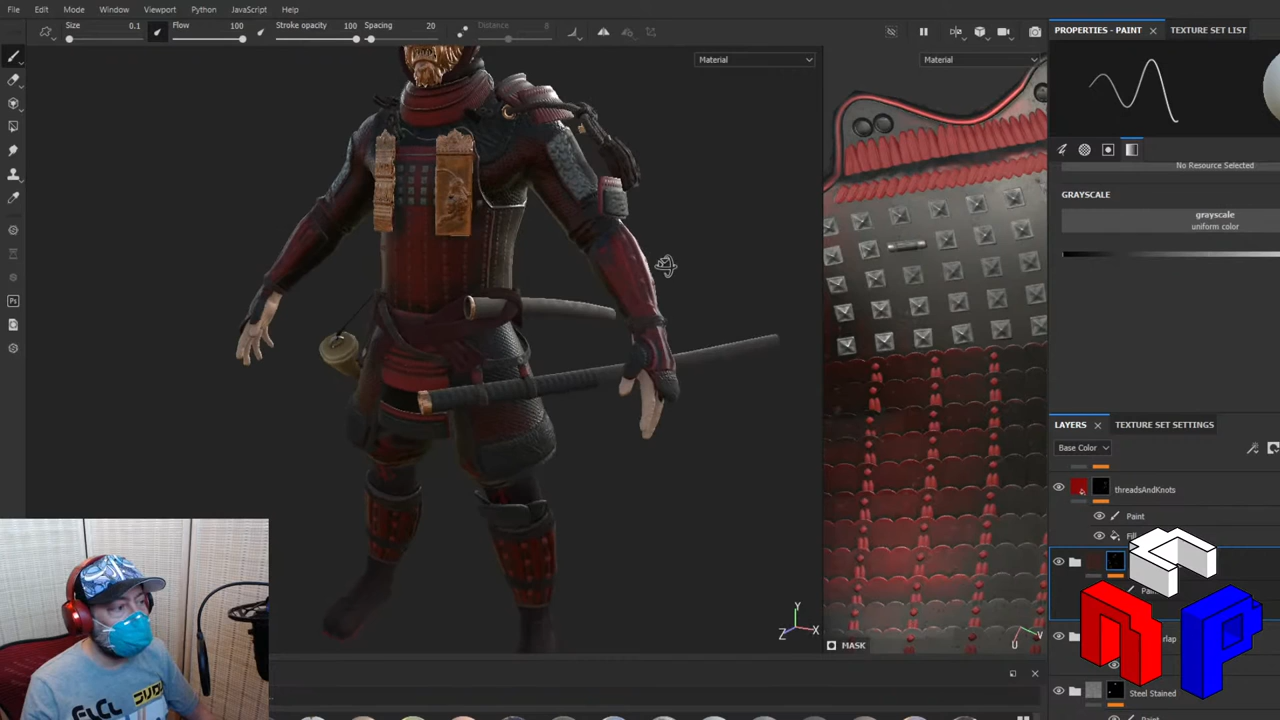 File Edit Mode Window Viewport Python JavaScript Help
Size 0.1 Flow 100 Stroke opacity 100 Spacing 20 Distance 8
Material
Material
PROPERTIES - PAINT TEXTURE SET LIST
No Resource Selected
GRAYSCALE
grayscale
uniform color
LAYERS TEXTURE SET SETTINGS
Base Color
threadsAndKnots
Paint
Steel Stained
Y
Z X
MASK
U V